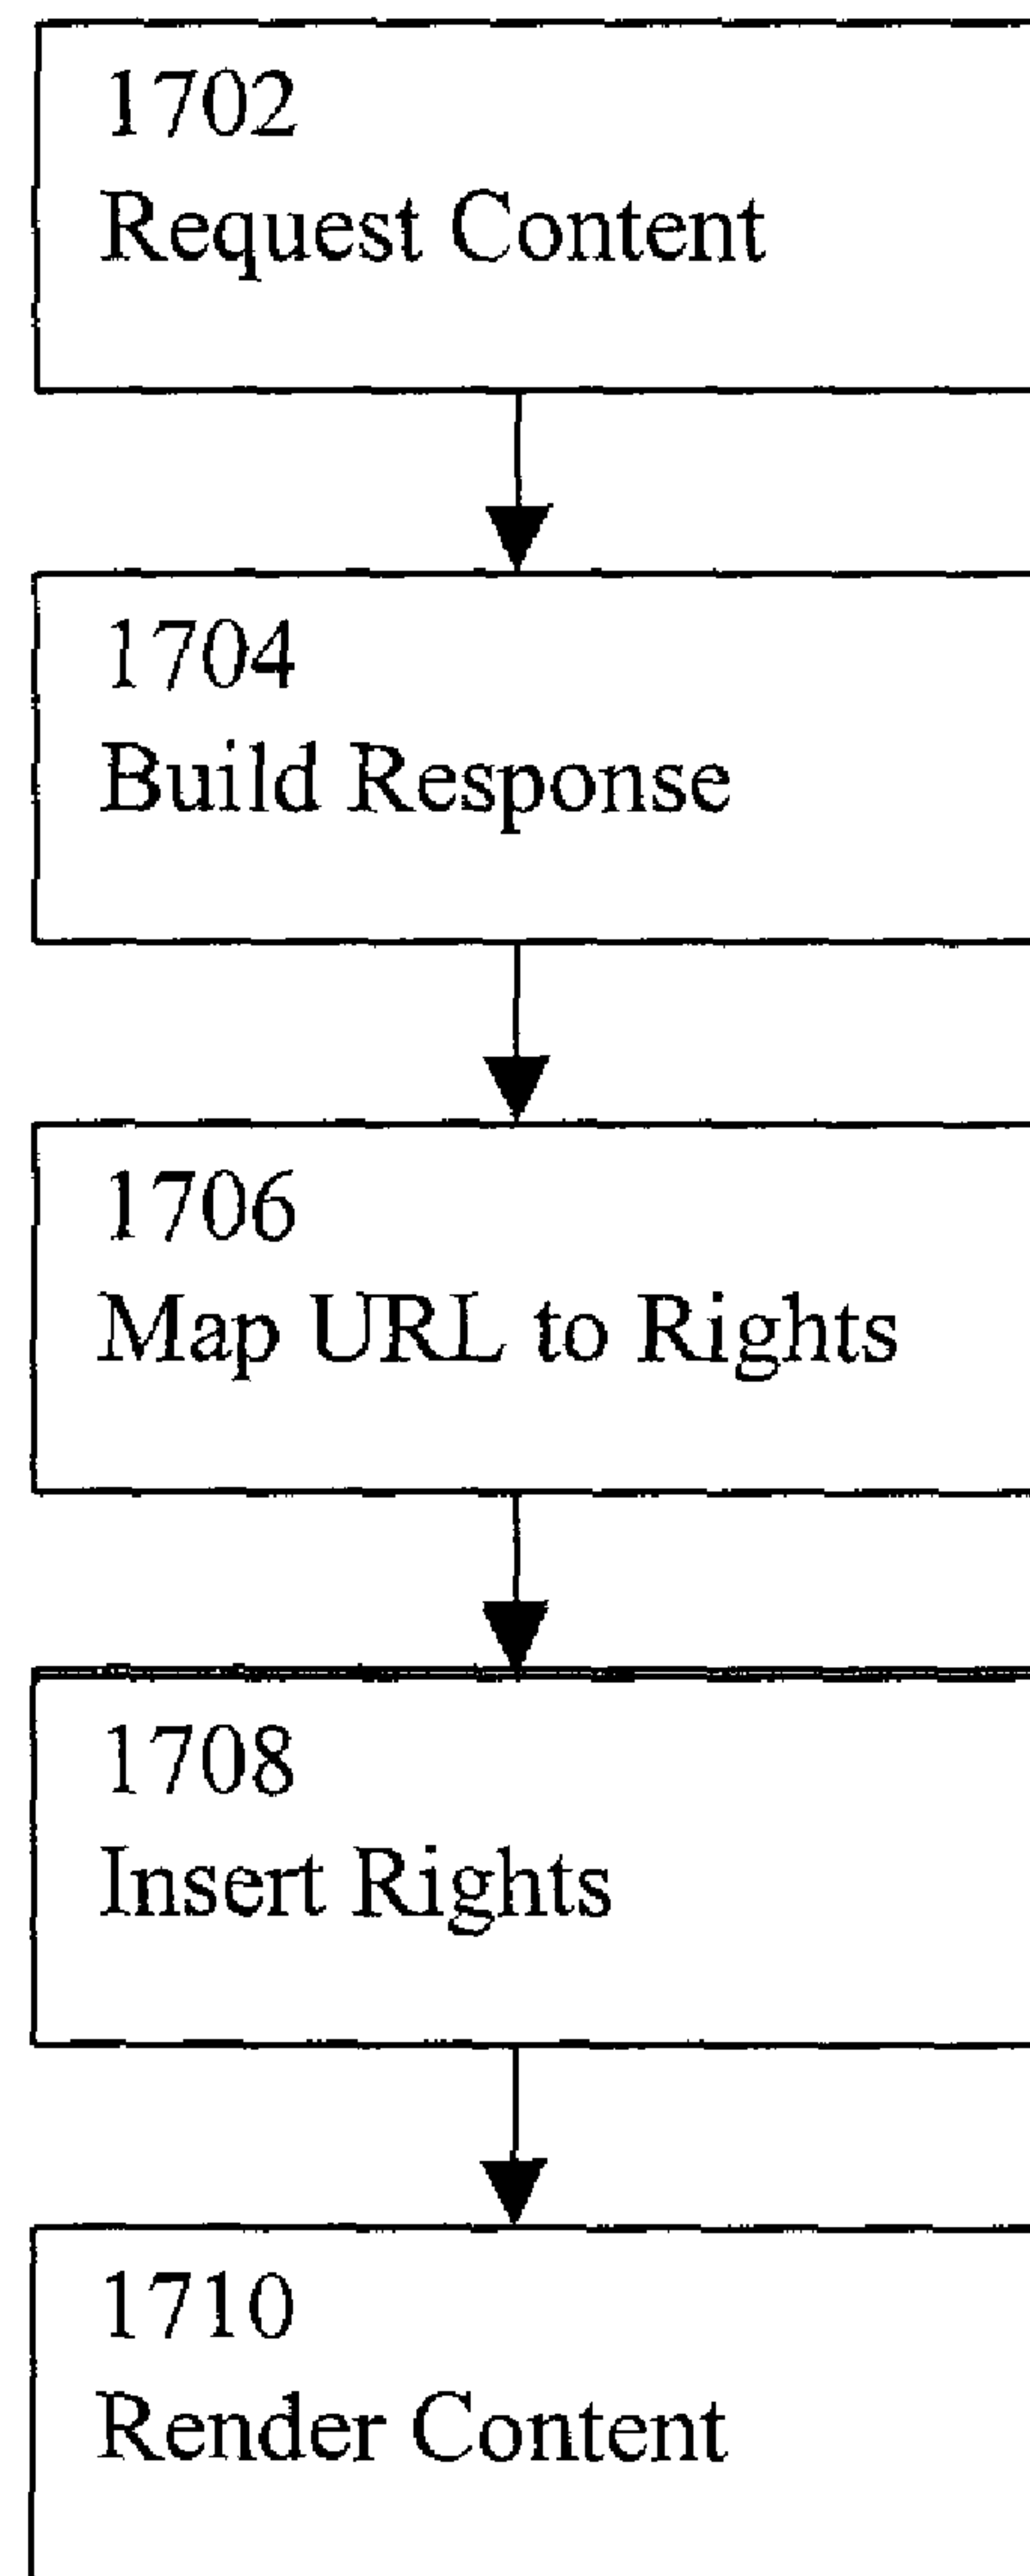 1702
Request Content
1704
Build Response
1706
Map URL to Rights
1708
Insert Rights
1710
Render Content